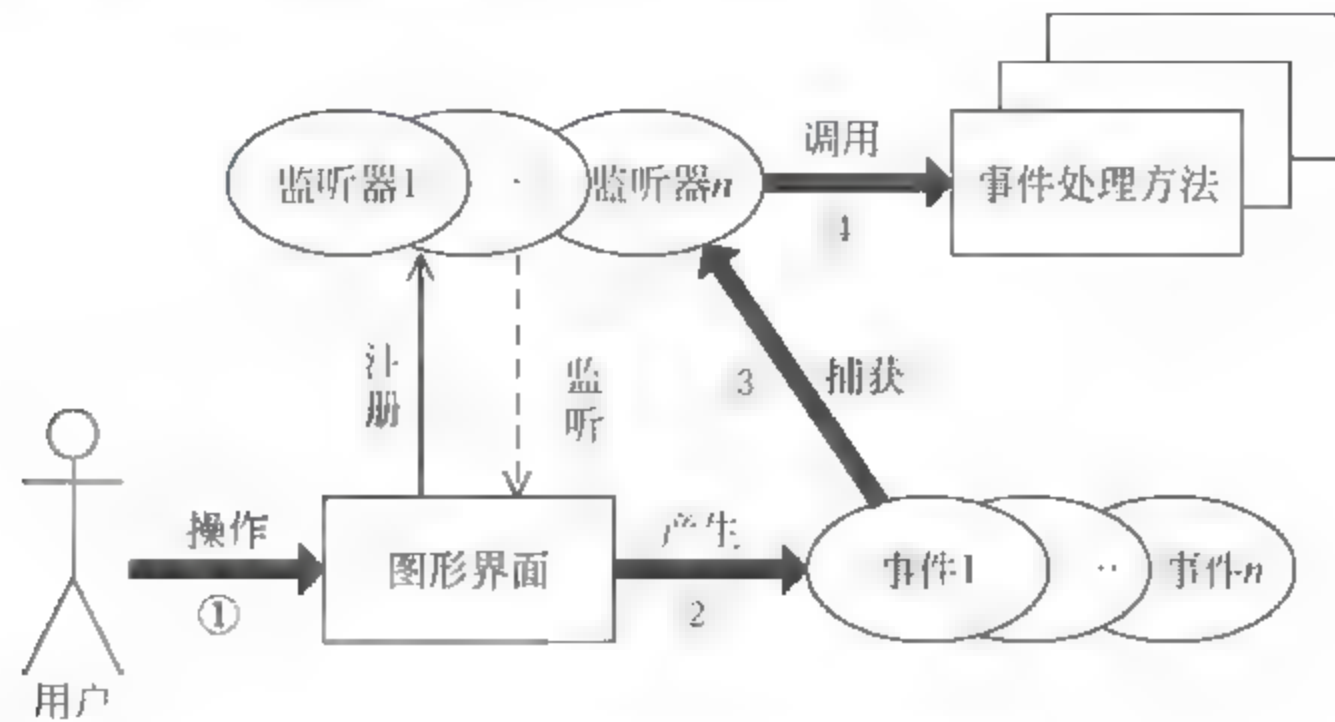 监听器1
监听器n
调用
4
事件处理方法
注册
监听
3
捕获
操作
①
图形界面
产生
2
事件1
··
事件n
用户